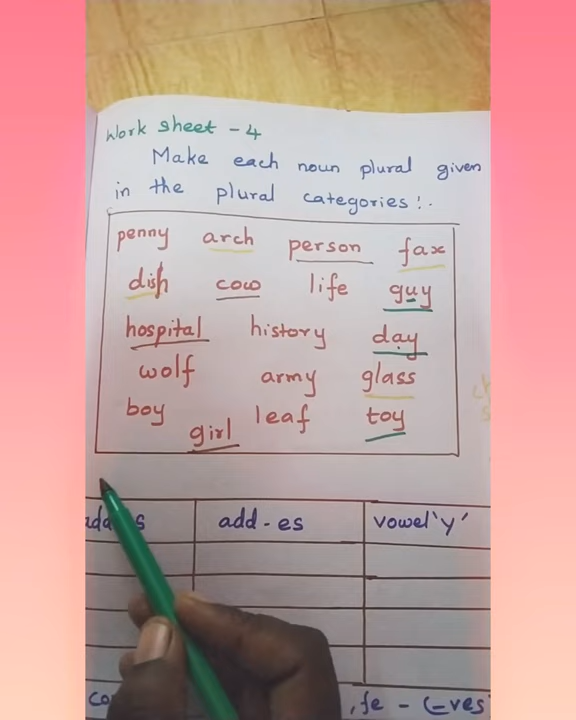 Work sheet - 4
Make each noun plural given
in the plural categories!.
penny arch person fax
dish cow life guy
hospital history day
wolf army glass
boy girl leaf toy
add-s add-es vowel 'y'
, fe - (-ves